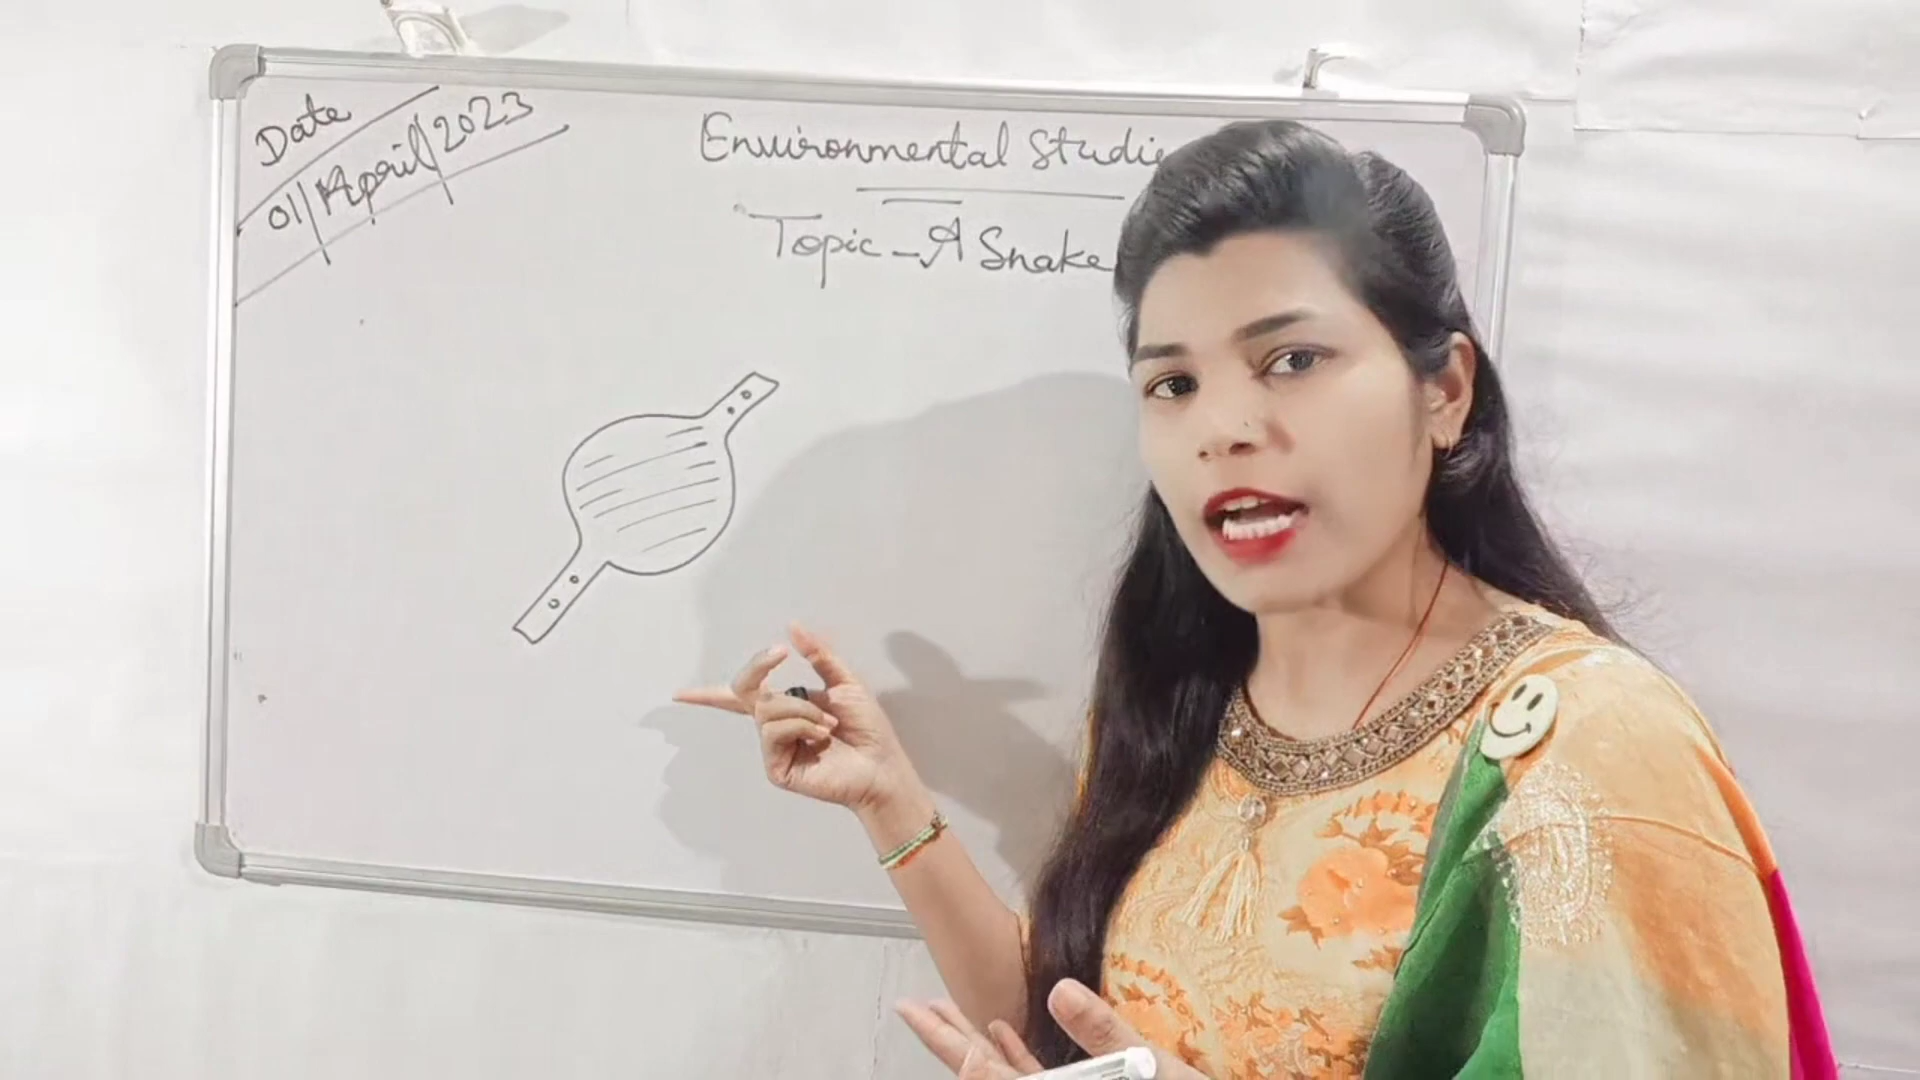 Date
01/April/2023
Environmental Studie
Topic - A Snake